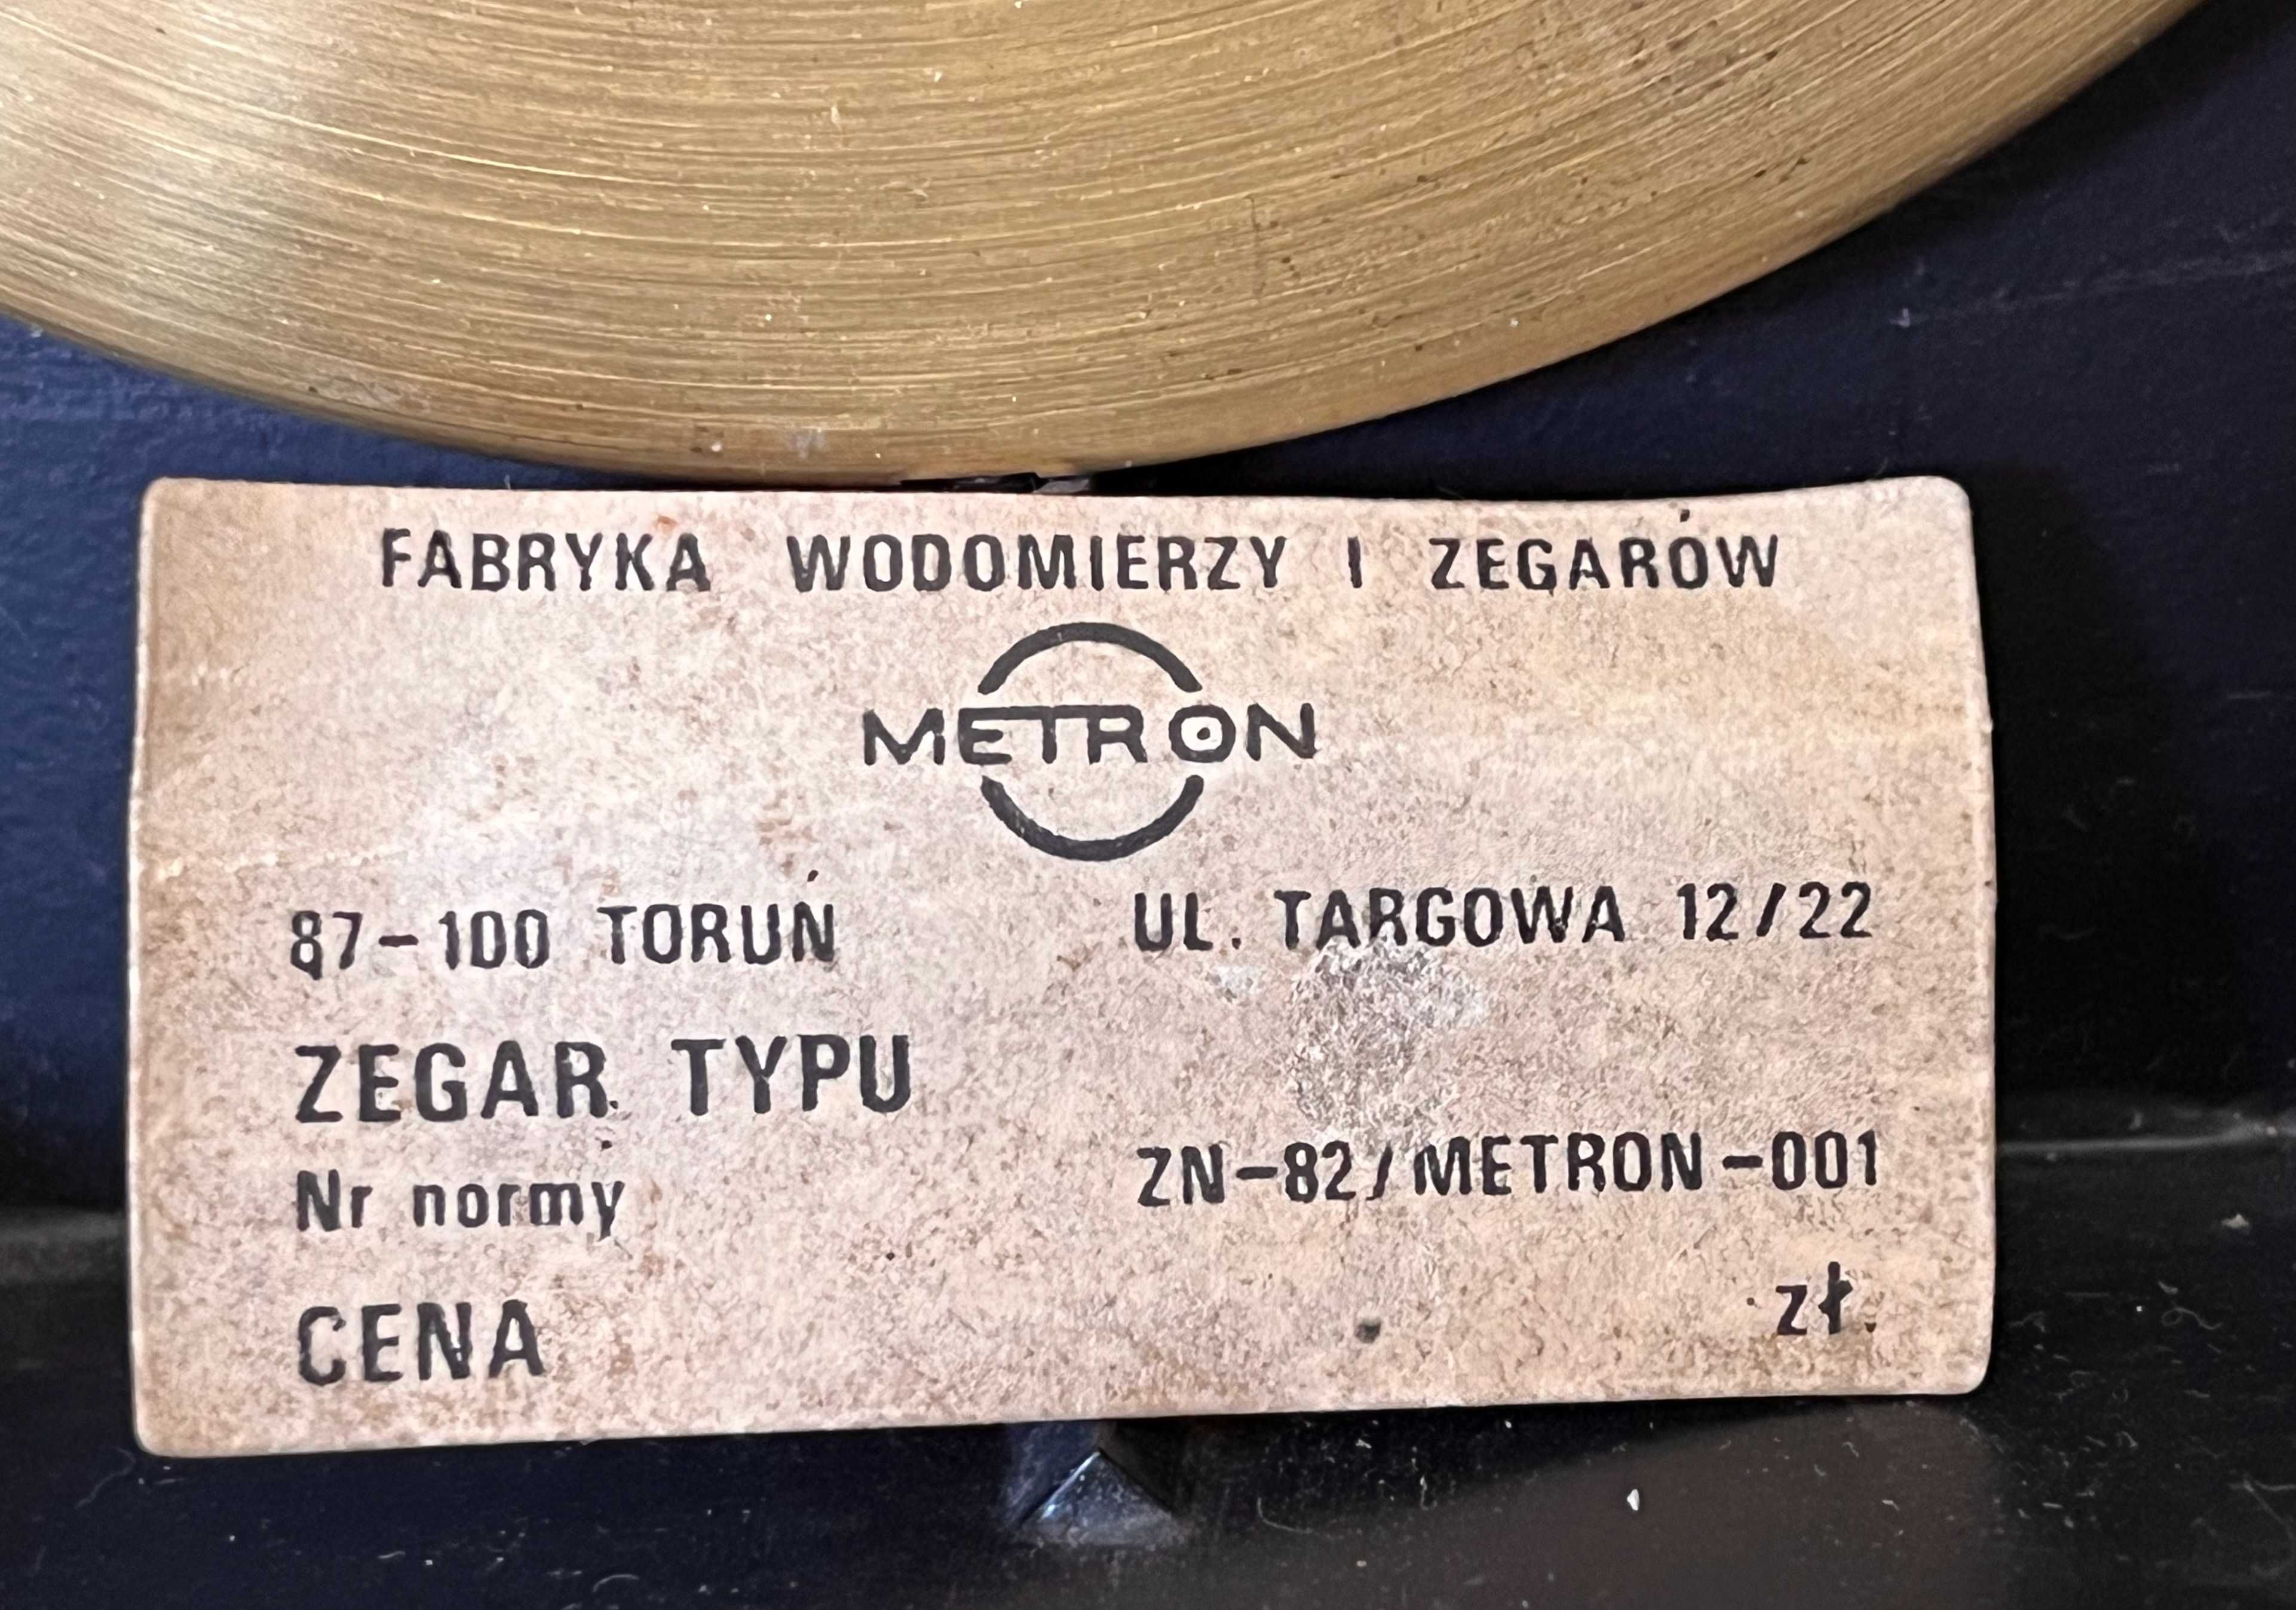 FABRYKA WODOMIERZY I ZEGARÓW
METRON
87-100 TORUŃ UL. TARGOWA 12/22
ZEGAR TYPU
Nr normy ZN-82/METRON-001
CENA zł.